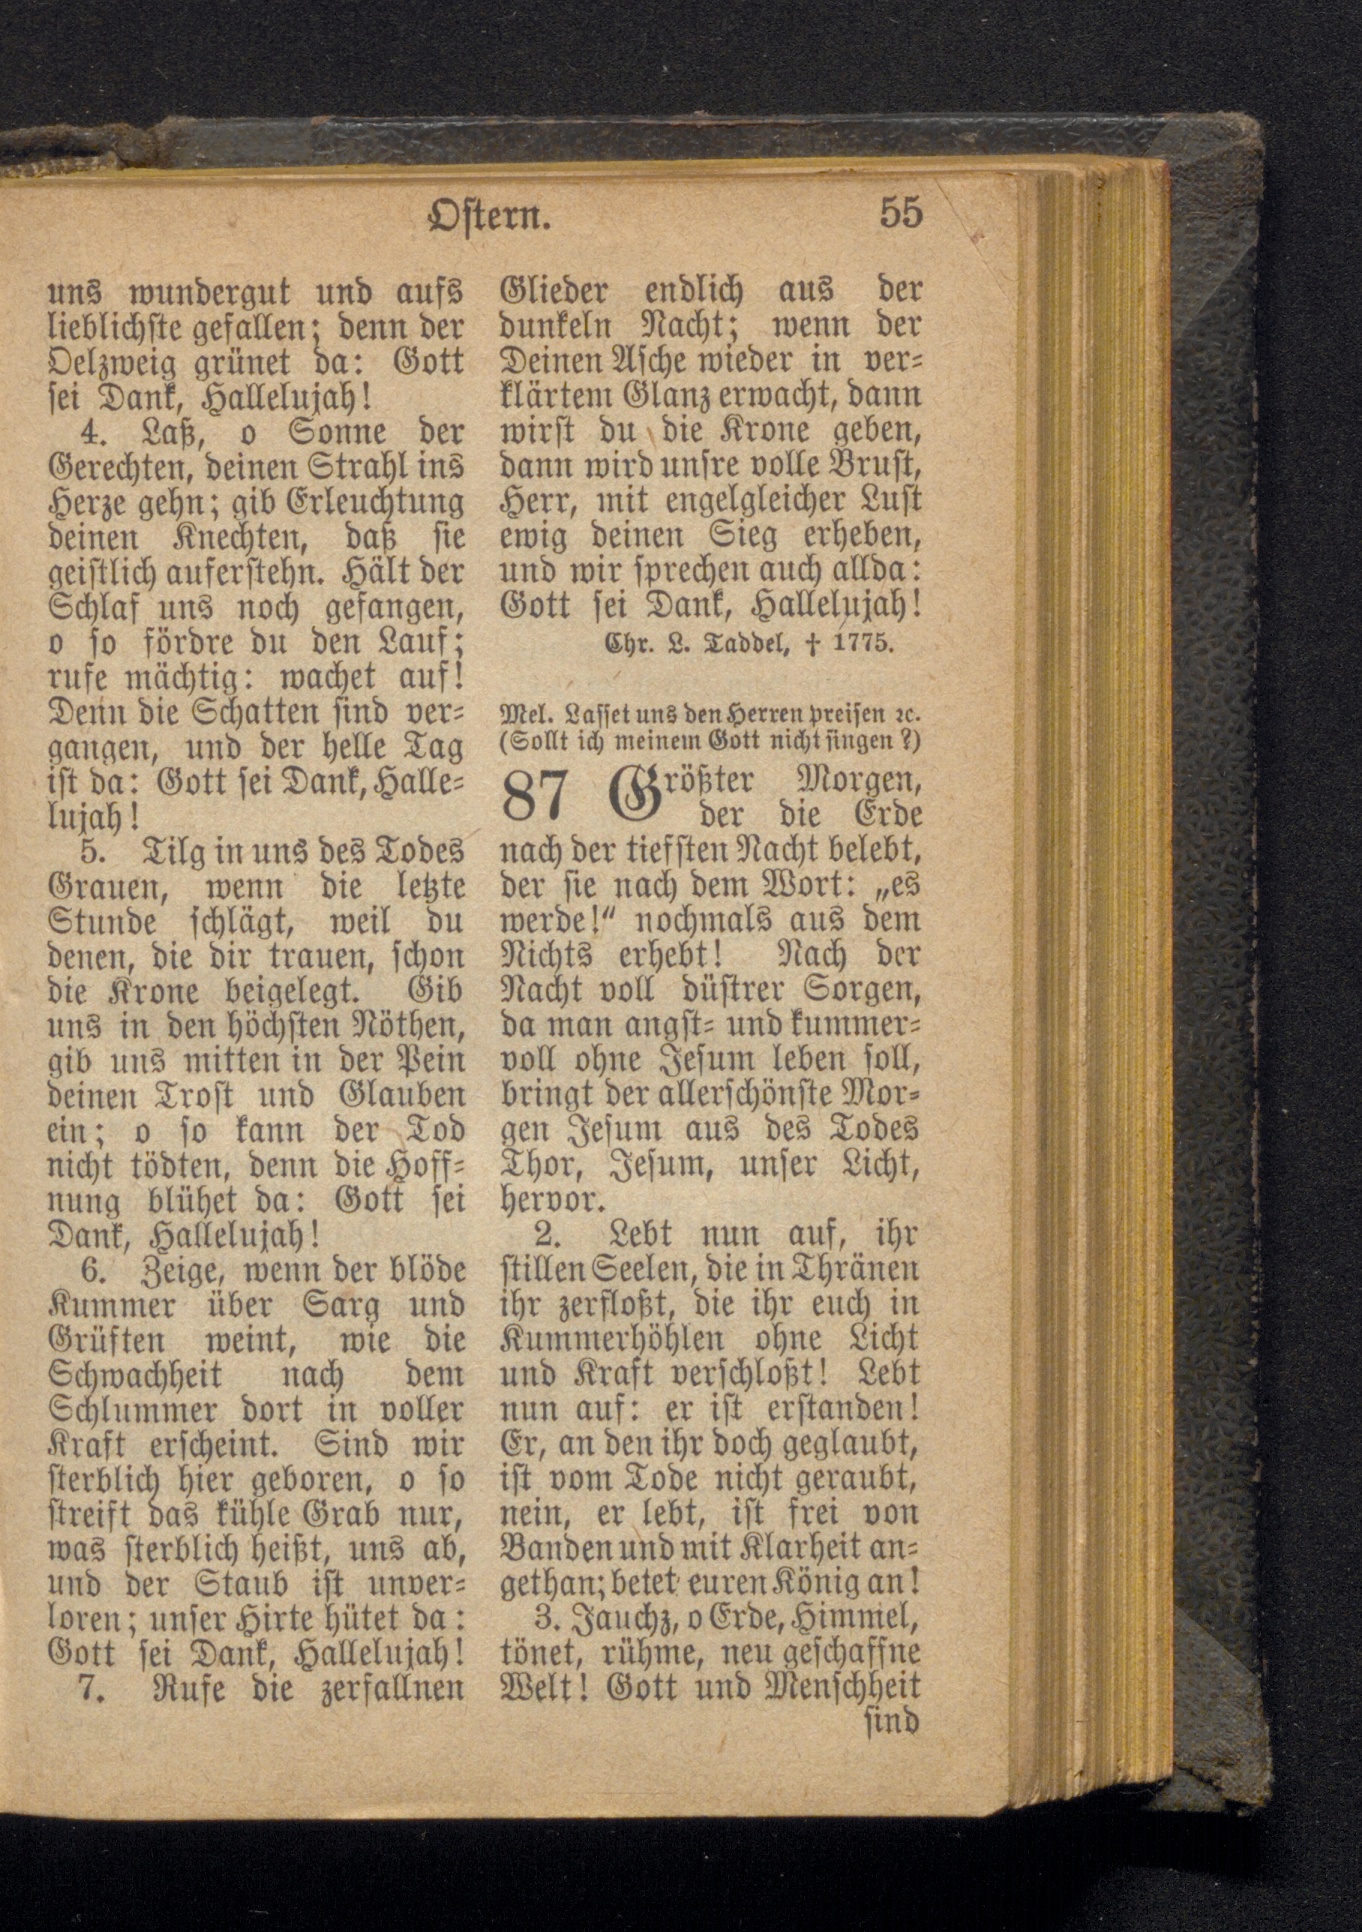 Ostern. 55
uns wundergut und aufs
lieblichste gefallen; denn der
Oelzweig grünet da: Gott
sei Dank, Hallelujah!
4. Laß, o Sonne der
Gerechten, deinen Strahl ins
Herze gehn; gib Erleuchtung
deinen Knechten, daß sie
geistlich auferstehn. Hält der
Schlaf uns noch gefangen,
o so fördre du den Lauf;
rufe mächtig: wachet auf!
Denn die Schatten sind ver-
gangen, und der helle Tag
ist da: Gott sei Dank, Halle-
lujah!
5. Tilg in uns des Todes
Grauen, wenn die letzte
Stunde schlägt, weil du
denen, die dir trauen, schon
die Krone beigelegt. Gib
uns in den höchsten Nöthen,
gib uns mitten in der Pein
deinen Trost und Glauben
ein; o so kann der Tod
nicht tödten, denn die Hoff-
nung blühet da: Gott sei
Dank, Hallelujah!
6. Zeige, wenn der blöde
Kummer über Sarg und
Grüften weint, wie die
Schwachheit nach dem
Schlummer dort in voller
Kraft erscheint. Sind wir
sterblich hier geboren, o so
streift das kühle Grab nur,
was sterblich heißt, uns ab,
und der Staub ist unver-
loren; unser Hirte hütet da:
Gott sei Dank, Hallelujah!
7. Rufe die zerfallnen
Glieder endlich aus der
dunkeln Nacht; wenn der
Deinen Asche wieder in ver-
klärtem Glanz erwacht, dann
wirst du die Krone geben,
dann wird unsre volle Brust,
Herr, mit engelgleicher Lust
ewig deinen Sieg erheben,
und wir sprechen auch allda:
Gott sei Dank, Hallelujah!
Chr. L. Taddel, † 1775.
Mel. Lasset uns den Herren preisen ꝛc.
(Sollt ich meinem Gott nicht singen?)
87 Größter Morgen,
der die Erde
nach der tiefsten Nacht belebt,
der sie nach dem Wort: „es
werde!“ nochmals aus dem
Nichts erhebt! Nach der
Nacht voll düstrer Sorgen,
da man angst- und kummer-
voll ohne Jesum leben soll,
bringt der allerschönste Mor-
gen Jesum aus des Todes
Thor, Jesum, unser Licht,
hervor.
2. Lebt nun auf, ihr
stillen Seelen, die in Thränen
ihr zerfloßt, die ihr euch in
Kummerhöhlen ohne Licht
und Kraft verschloßt! Lebt
nun auf: er ist erstanden!
Er, an den ihr doch geglaubt,
ist vom Tode nicht geraubt,
nein, er lebt, ist frei von
Banden und mit Klarheit an-
gethan; betet euren König an!
3. Jauchz, o Erde, Himmel,
tönet, rühme, neu geschaffne
Welt! Gott und Menschheit
sind